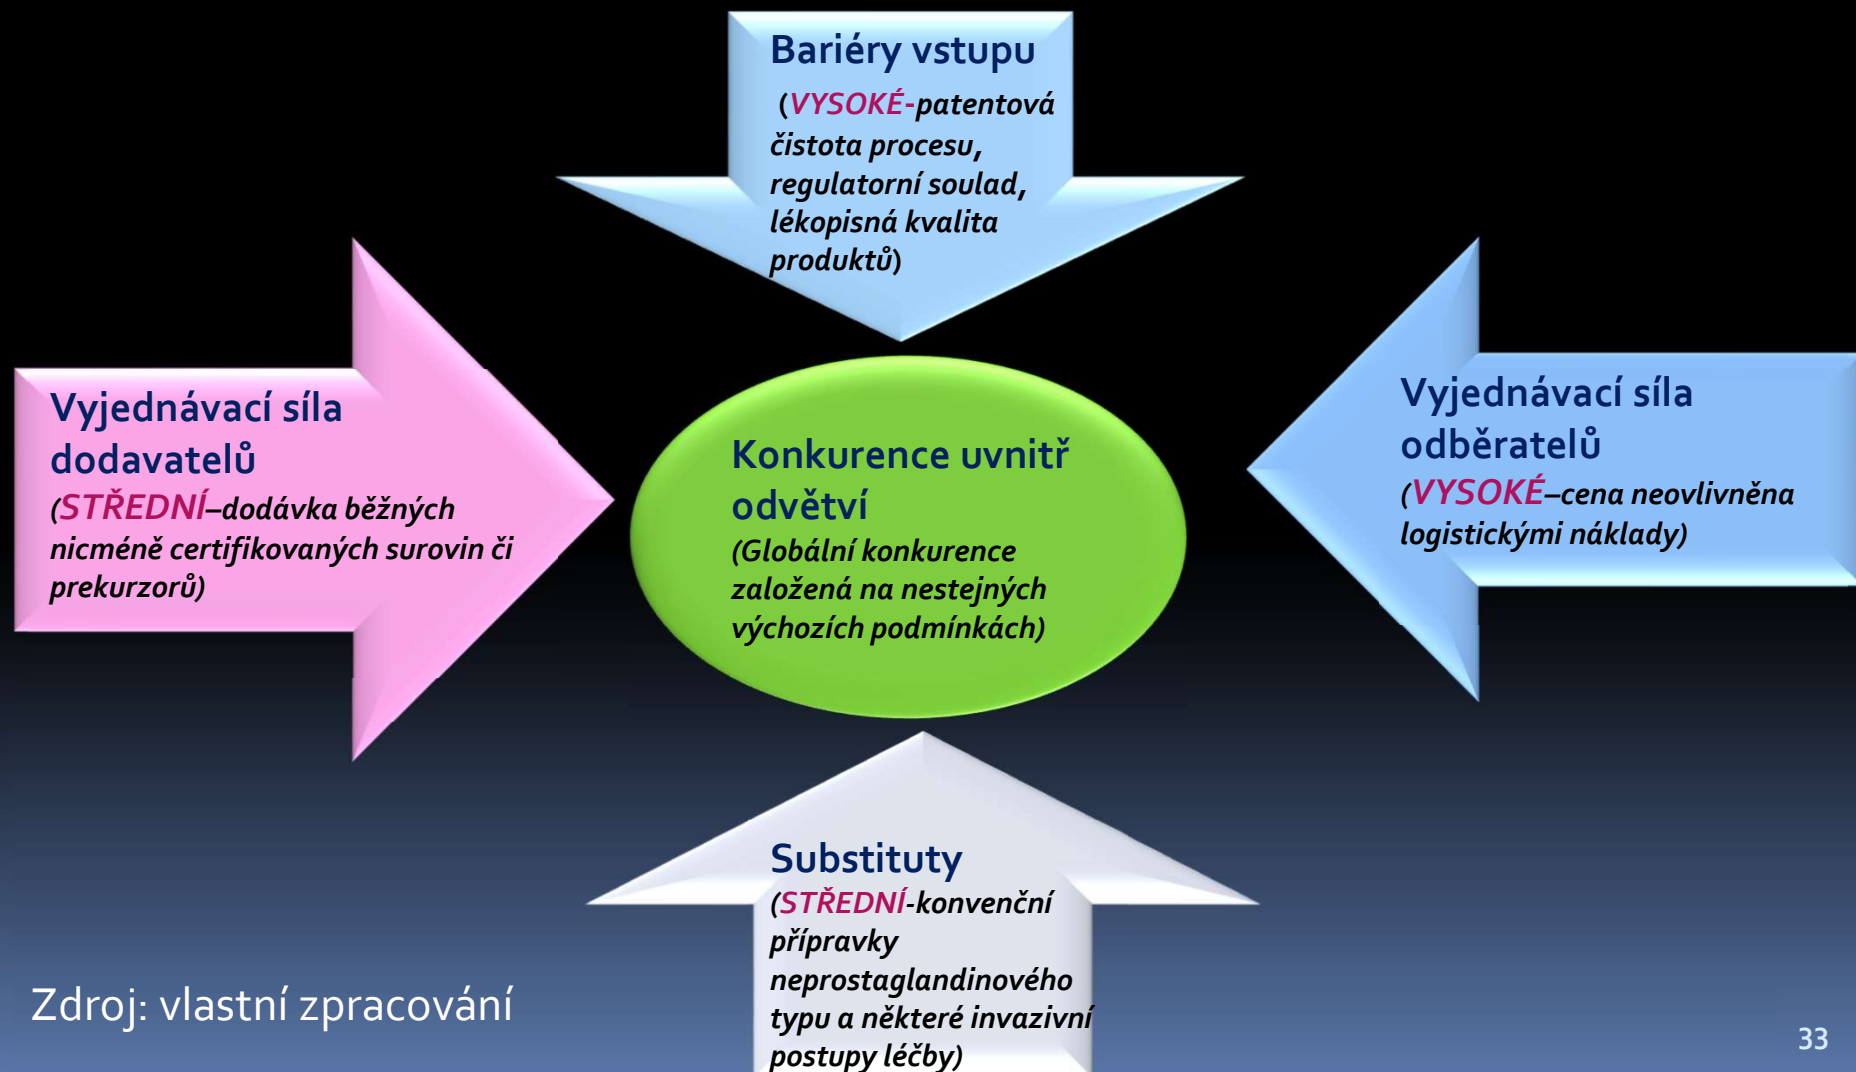 Bariéry vstupu
(VYSOKÉ-patentová
čistota procesu,
regulatorní soulad,
lékopisná kvalita
produktů)
Vyjednávací síla
dodavatelů
(STŘEDNÍ–dodávka běžných
nicméně certifikovaných surovin či
prekurzorů)
Konkurence uvnitř
odvětví
(Globální konkurence
založená na nestejných
výchozích podmínkách)
Vyjednávací síla
odběratelů
(VYSOKÉ–cena neovlivněna
logistickými náklady)
Substituty
(STŘEDNÍ-konvenční
přípravky
neprostaglandinového
typu a některé invazivní
postupy léčby)
Zdroj: vlastní zpracování
33